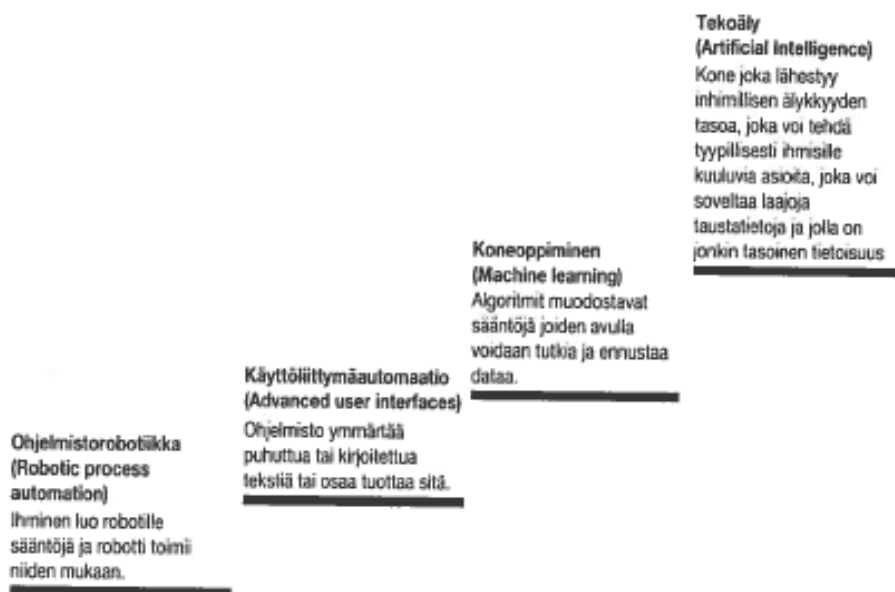 Tekoäly
(Artificial intelligence)
Kone joka lähestyy
inhimillisen älykkyyden
tasoa, joka voi tehdä
tyypillisesti ihmisille
kuuluvia asioita, joka voi
soveltaa laajoja
taustatietoja ja jolla on
jonkin tasoinen tietoisuus
Koneoppiminen
(Machine learning)
Algoritmit muodostavat
sääntöjä joiden avulla
voidaan tutkia ja ennustaa
dataa.
Käyttöliittymäautomaatio
(Advanced user interfaces)
Ohjelmisto ymmärtää
puhuttua tai kirjoitettua
tekstiä tai osaa tuottaa sitä.
Ohjelmistorobotiikka
(Robotic process
automation)
Ihminen luo robotille
sääntöjä ja robotti toimii
niiden mukaan.